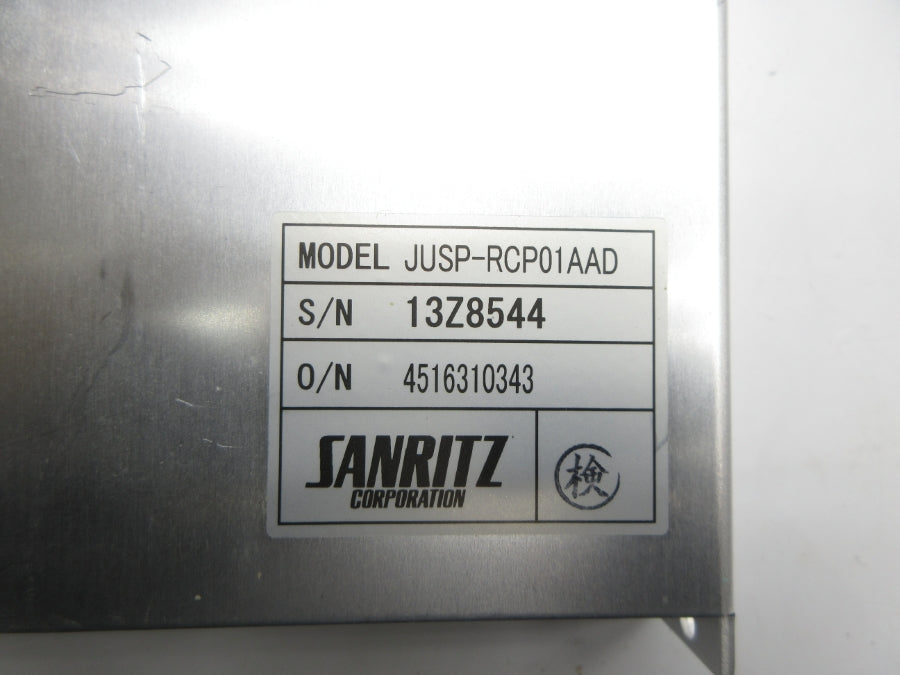 MODEL JUSP-RCP01AAD
S/N 13Z8544
O/N 4516310343
SANRITZ
CORPORATION
検